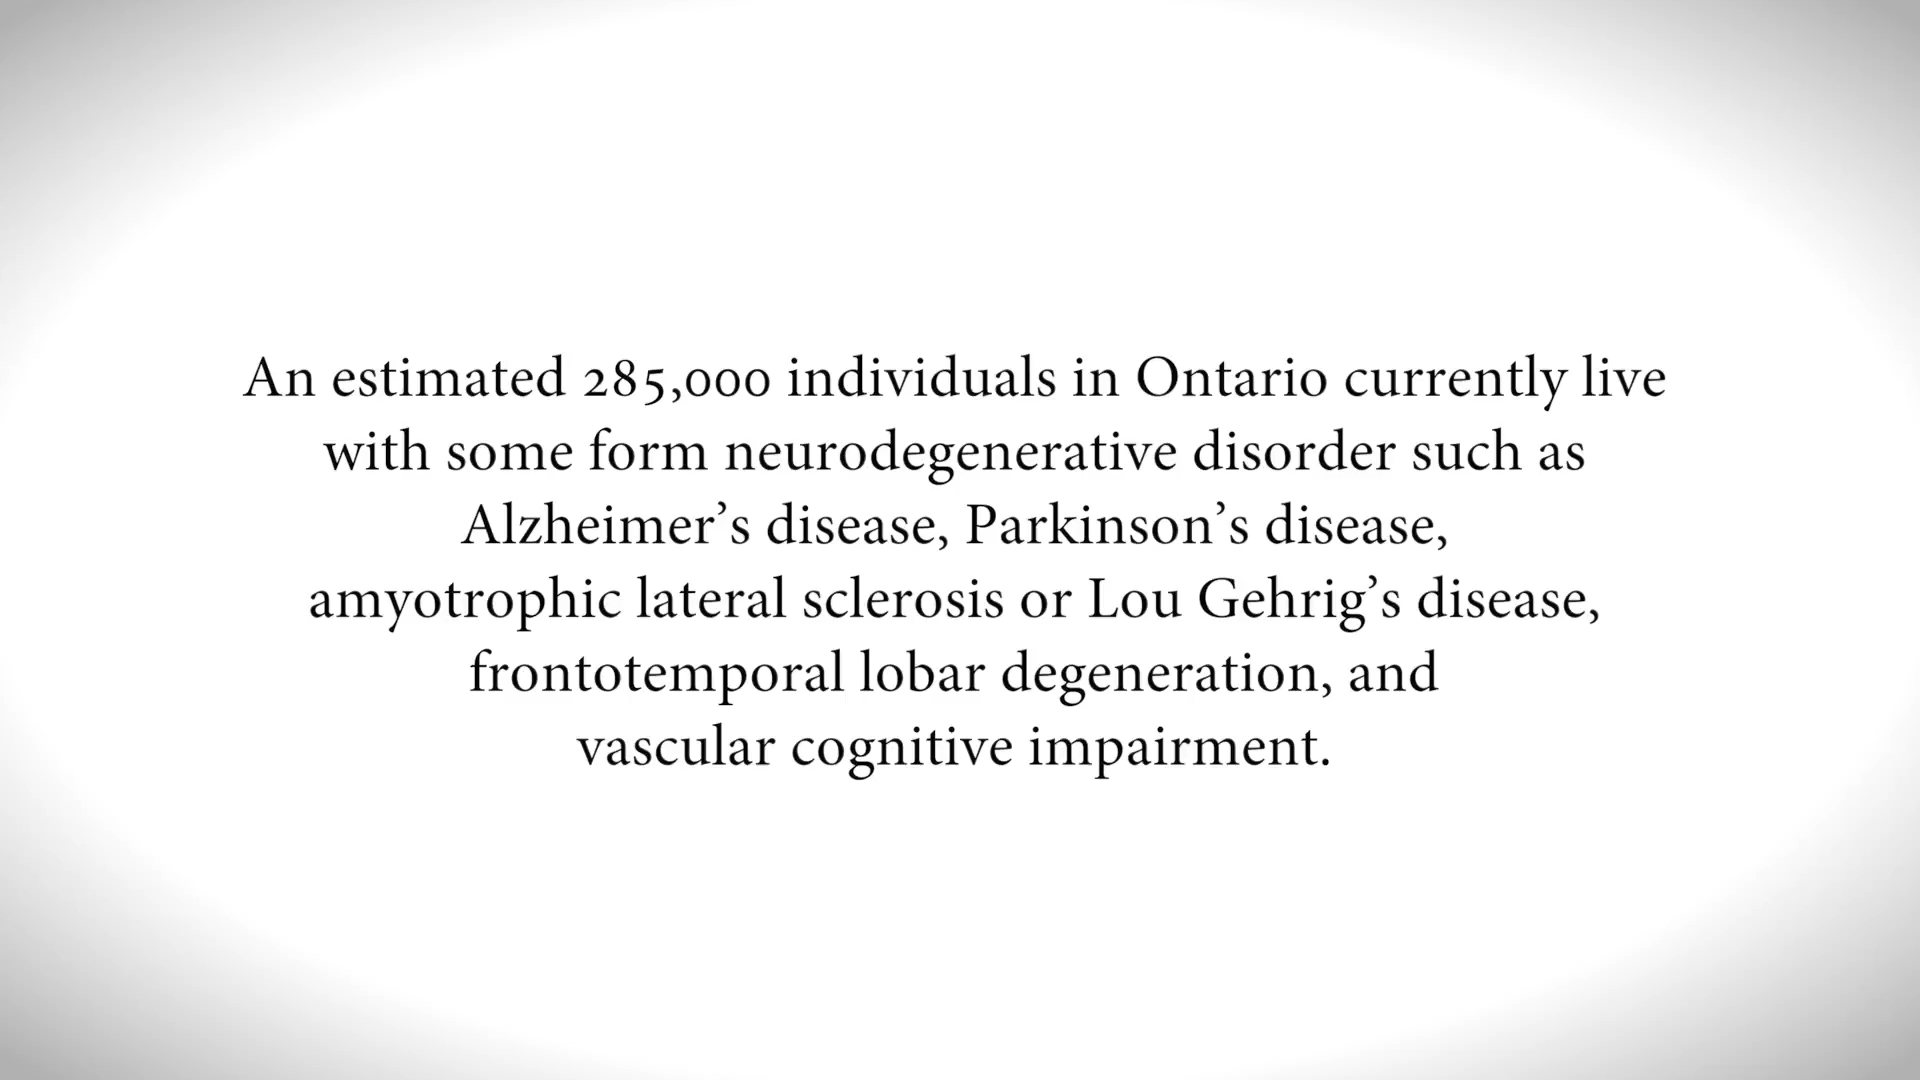 An estimated 285,000 individuals in Ontario currently live
with some form neurodegenerative disorder such as
Alzheimer’s disease, Parkinson’s disease,
amyotrophic lateral sclerosis or Lou Gehrig’s disease,
frontotemporal lobar degeneration, and
vascular cognitive impairment.